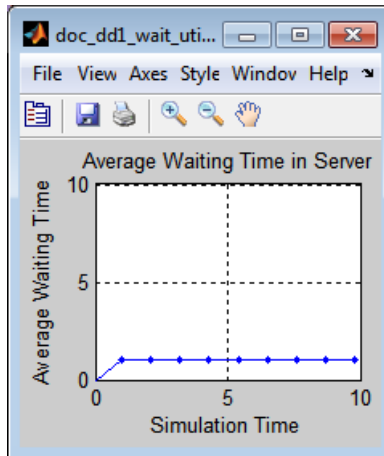 doc_dd1_wait_uti...
File View Axes Style Windov Help
Average Waiting Time in Server
Average Waiting Time
10
5
0
0 5 10
Simulation Time